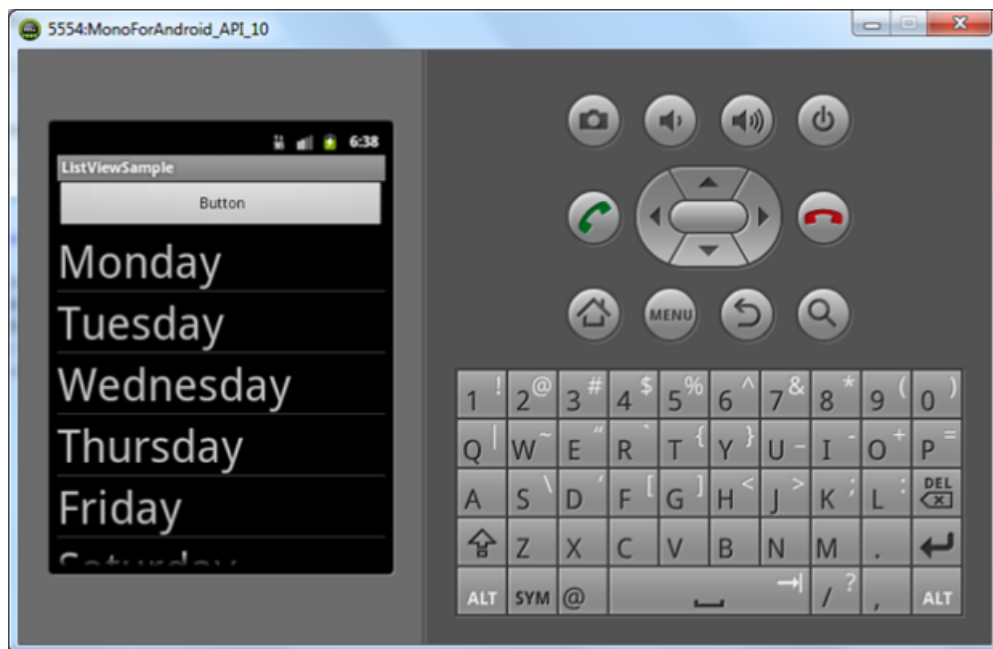 5554:MonoForAndroid_API_10
6:38
ListViewSample
Button
Monday
Tuesday
Wednesday
Thursday
Friday
Saturday
MENU
1 ! 2 @ 3 # 4 $ 5 % 6 ^ 7 & 8 * 9 ( 0 )
Q | W ~ E " R ` T { Y } U _ I - O + P =
A S \ D ' F [ G ] H < J > K ; L : DEL
Z X C V B N M .
ALT SYM @ / ? , ALT